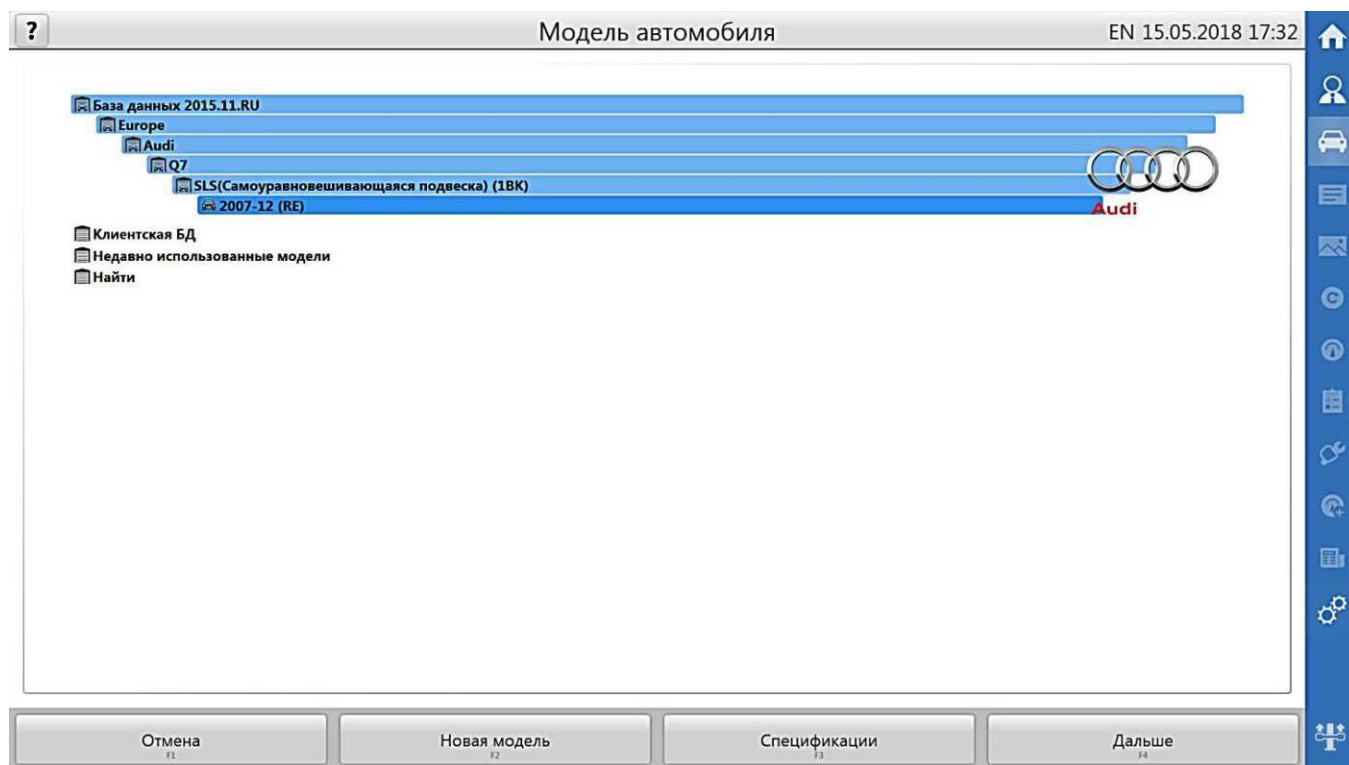 ?
Модель автомобиля
EN 15.05.2018 17:32
База данных 2015.11.RU
Europe
Audi
Q7
SLS(Самоуравновешивающаяся подвеска) (1BK)
2007-12 (RE)
Audi
Клиентская БД
Недавно использованные модели
Найти
Отмена
F1
Новая модель
F2
Спецификации
F3
Дальше
F4